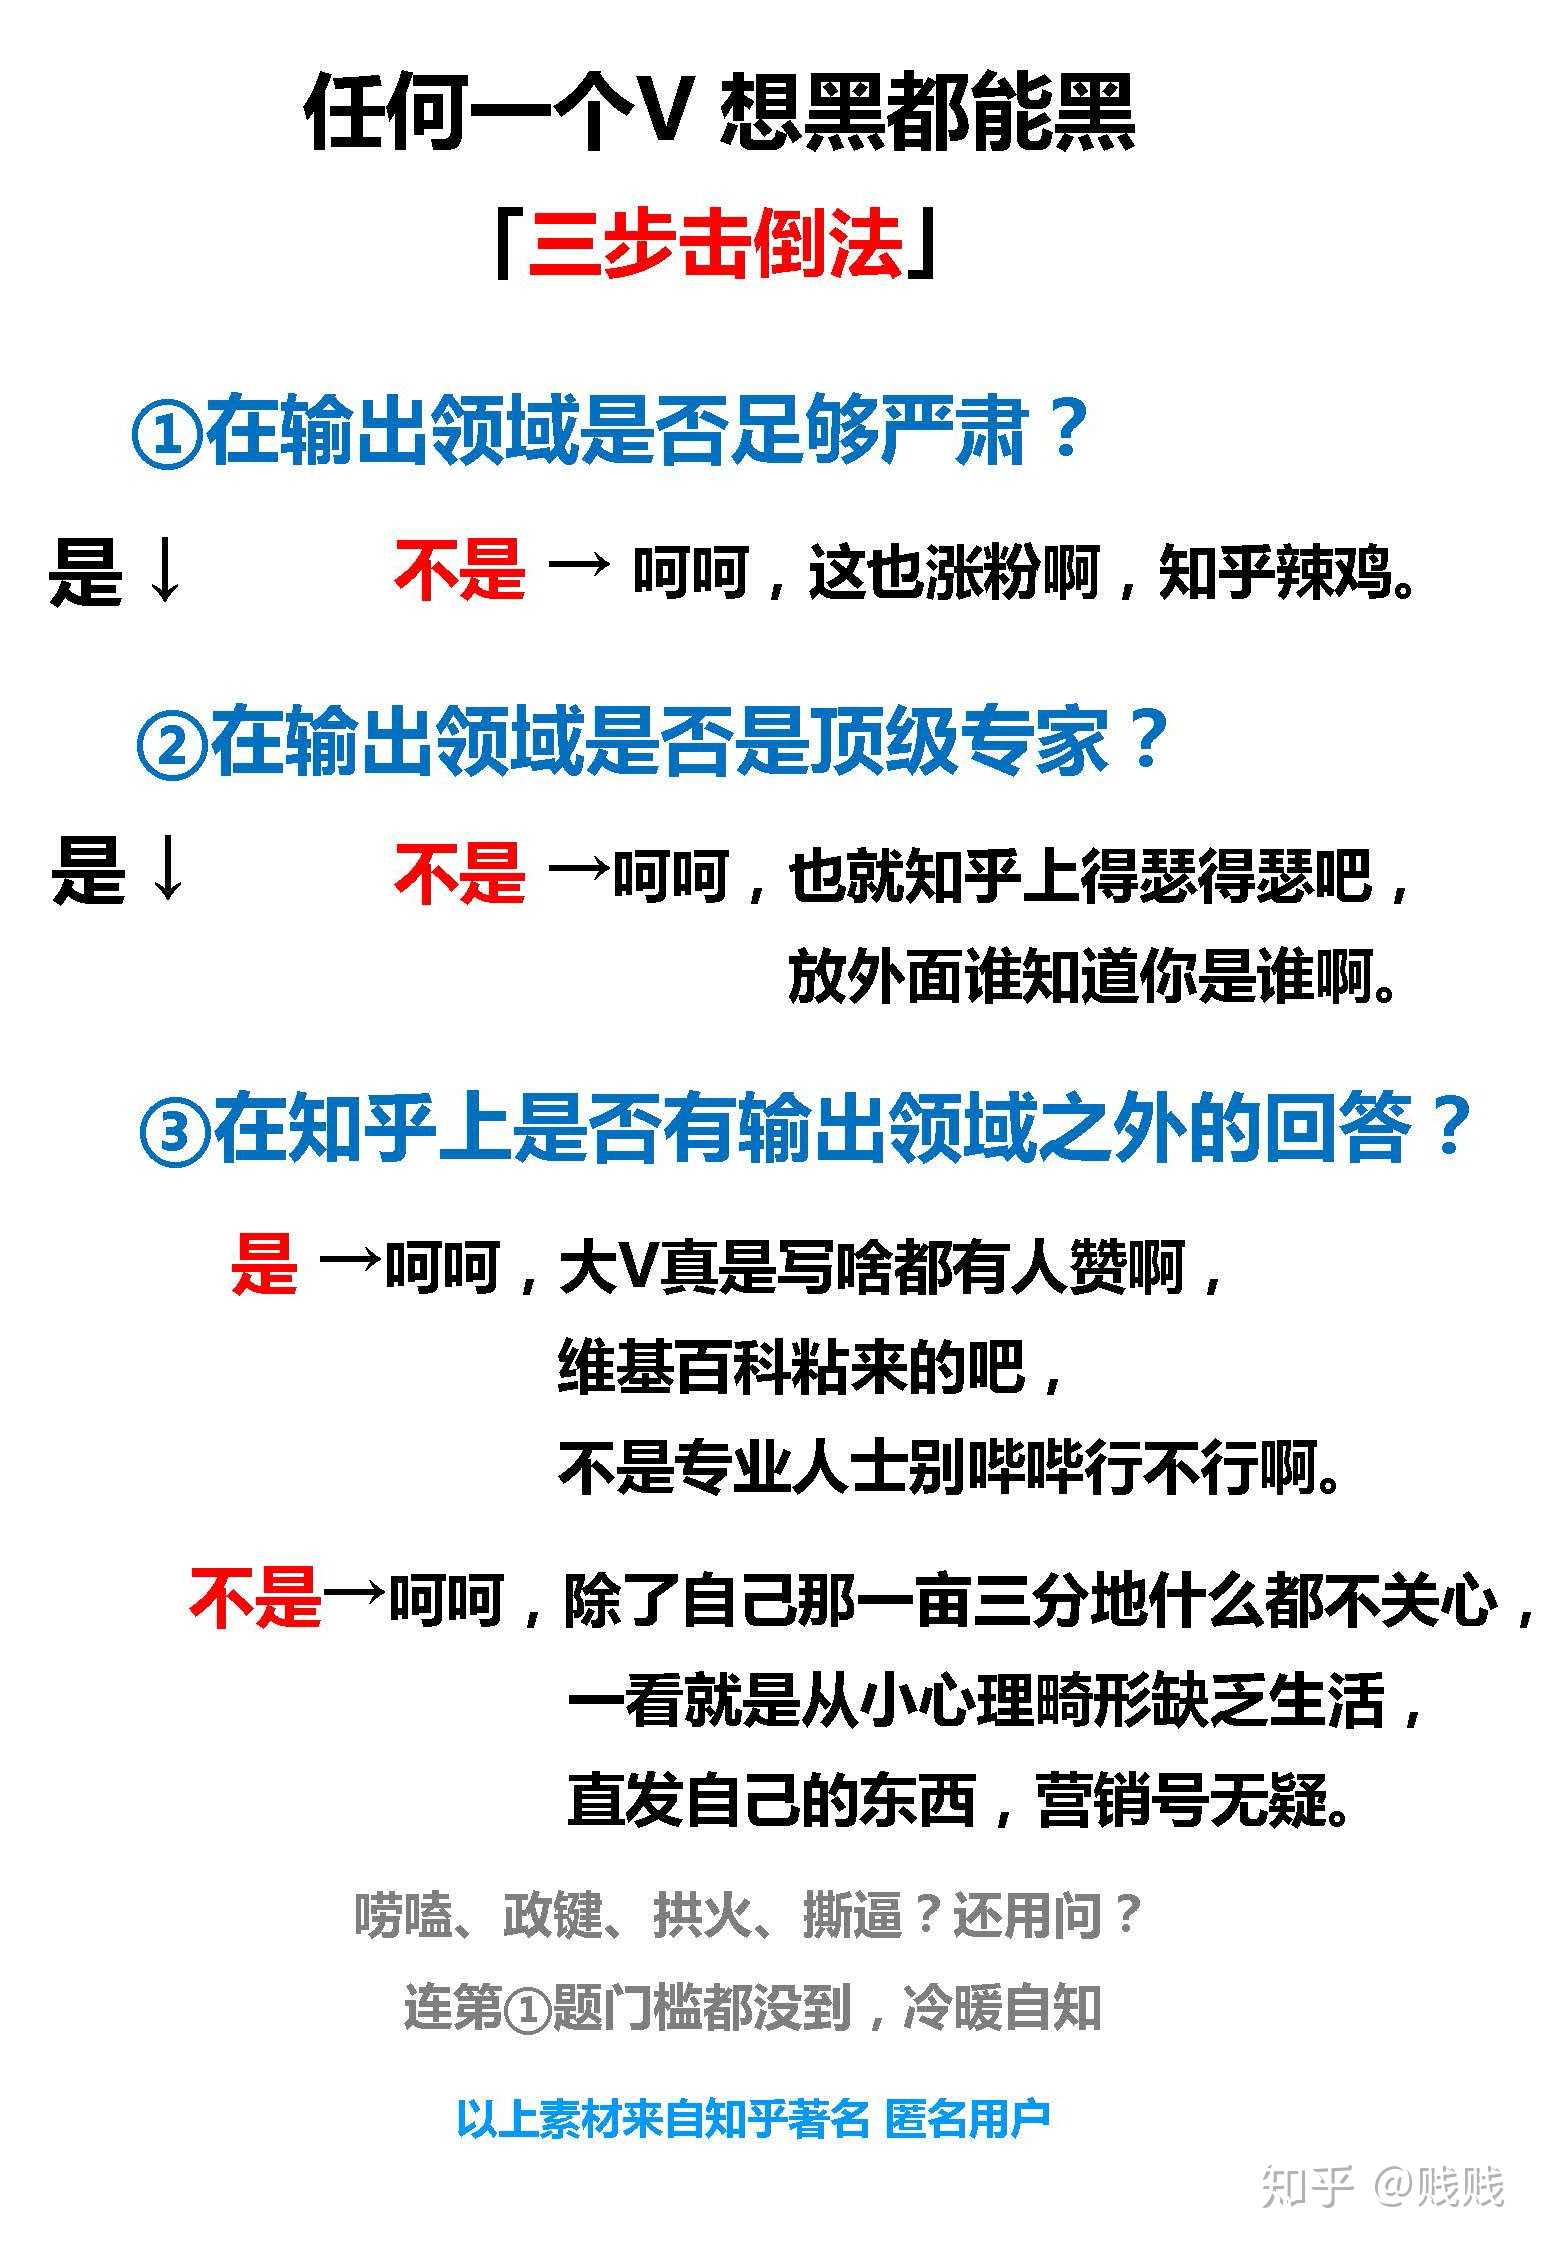 任何一个V 想黑都能黑
「三步击倒法」
①在输出领域是否足够严肃？
是↓ 不是→呵呵，这也涨粉啊，知乎辣鸡。
②在输出领域是否是顶级专家？
是↓ 不是→呵呵，也就知乎上得瑟得瑟吧，
放外面谁知道你是谁啊。
③在知乎上是否有输出领域之外的回答？
是→呵呵，大V真是写啥都有人赞啊，
维基百科粘来的吧，
不是专业人士别哔哔行不行啊。
不是→呵呵，除了自己那一亩三分地什么都不关心，
一看就是从小心理畸形缺乏生活，
直发自己的东西，营销号无疑。
唠嗑、政键、拱火、撕逼？还用问？
连第①题门槛都没到，冷暖自知
以上素材来自知乎著名 匿名用户
知乎 @贱贱